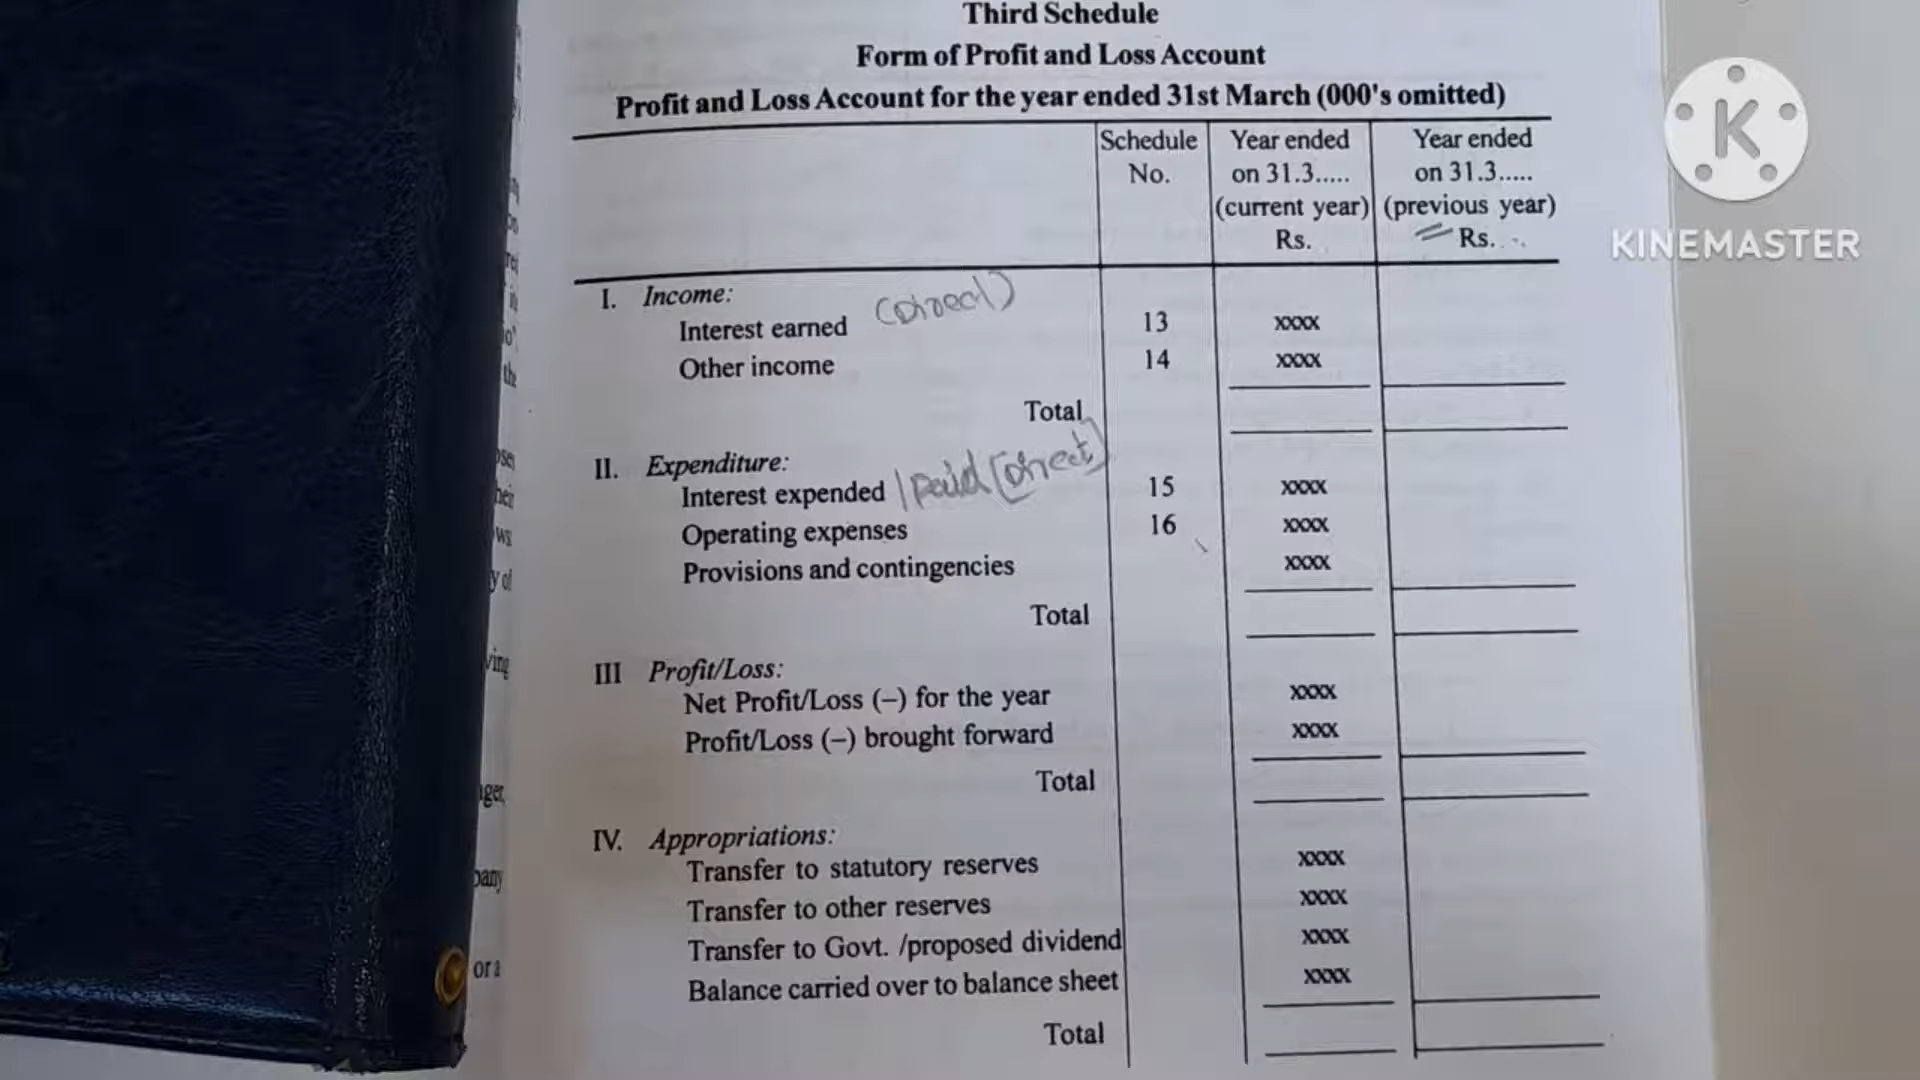 Third Schedule
Form of Profit and Loss Account
Profit and Loss Account for the year ended 31st March (000's omitted)
Schedule No. Year ended on 31.3..... (current year) Rs. Year ended on 31.3..... (previous year) Rs.
I. Income: (Direct)
Interest earned 13 xxxx
Other income 14 xxxx
Total
II. Expenditure:
Interest expended / paid [Direct] 15 xxxx
Operating expenses 16 xxxx
Provisions and contingencies xxxx
Total
III Profit/Loss:
Net Profit/Loss (–) for the year xxxx
Profit/Loss (–) brought forward xxxx
Total
IV. Appropriations:
Transfer to statutory reserves xxxx
Transfer to other reserves xxxx
Transfer to Govt. /proposed dividend xxxx
Balance carried over to balance sheet xxxx
Total
K
KINEMASTER
the
y of
or a